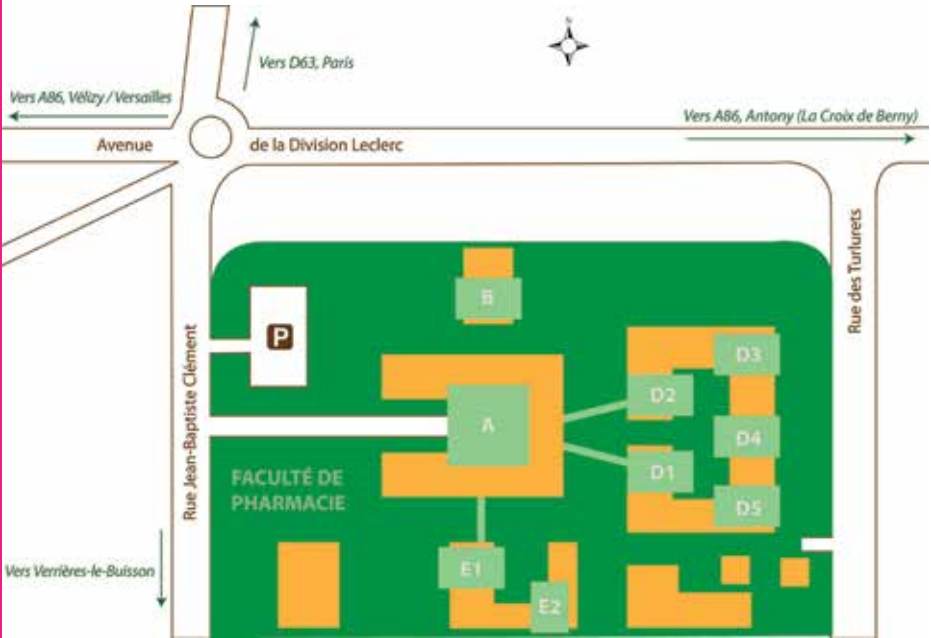 N
Vers D63, Paris
Vers A86, Vélizy / Versailles
Vers A86, Antony (La Croix de Berny)
Avenue
de la Division Leclerc
Rue Jean-Baptiste Clément
Rue des Turlurets
B
P
D3
D2
A
D4
D1
FACULTÉ DE
PHARMACIE
D5
Vers Verrières-le-Buisson
E1
E2